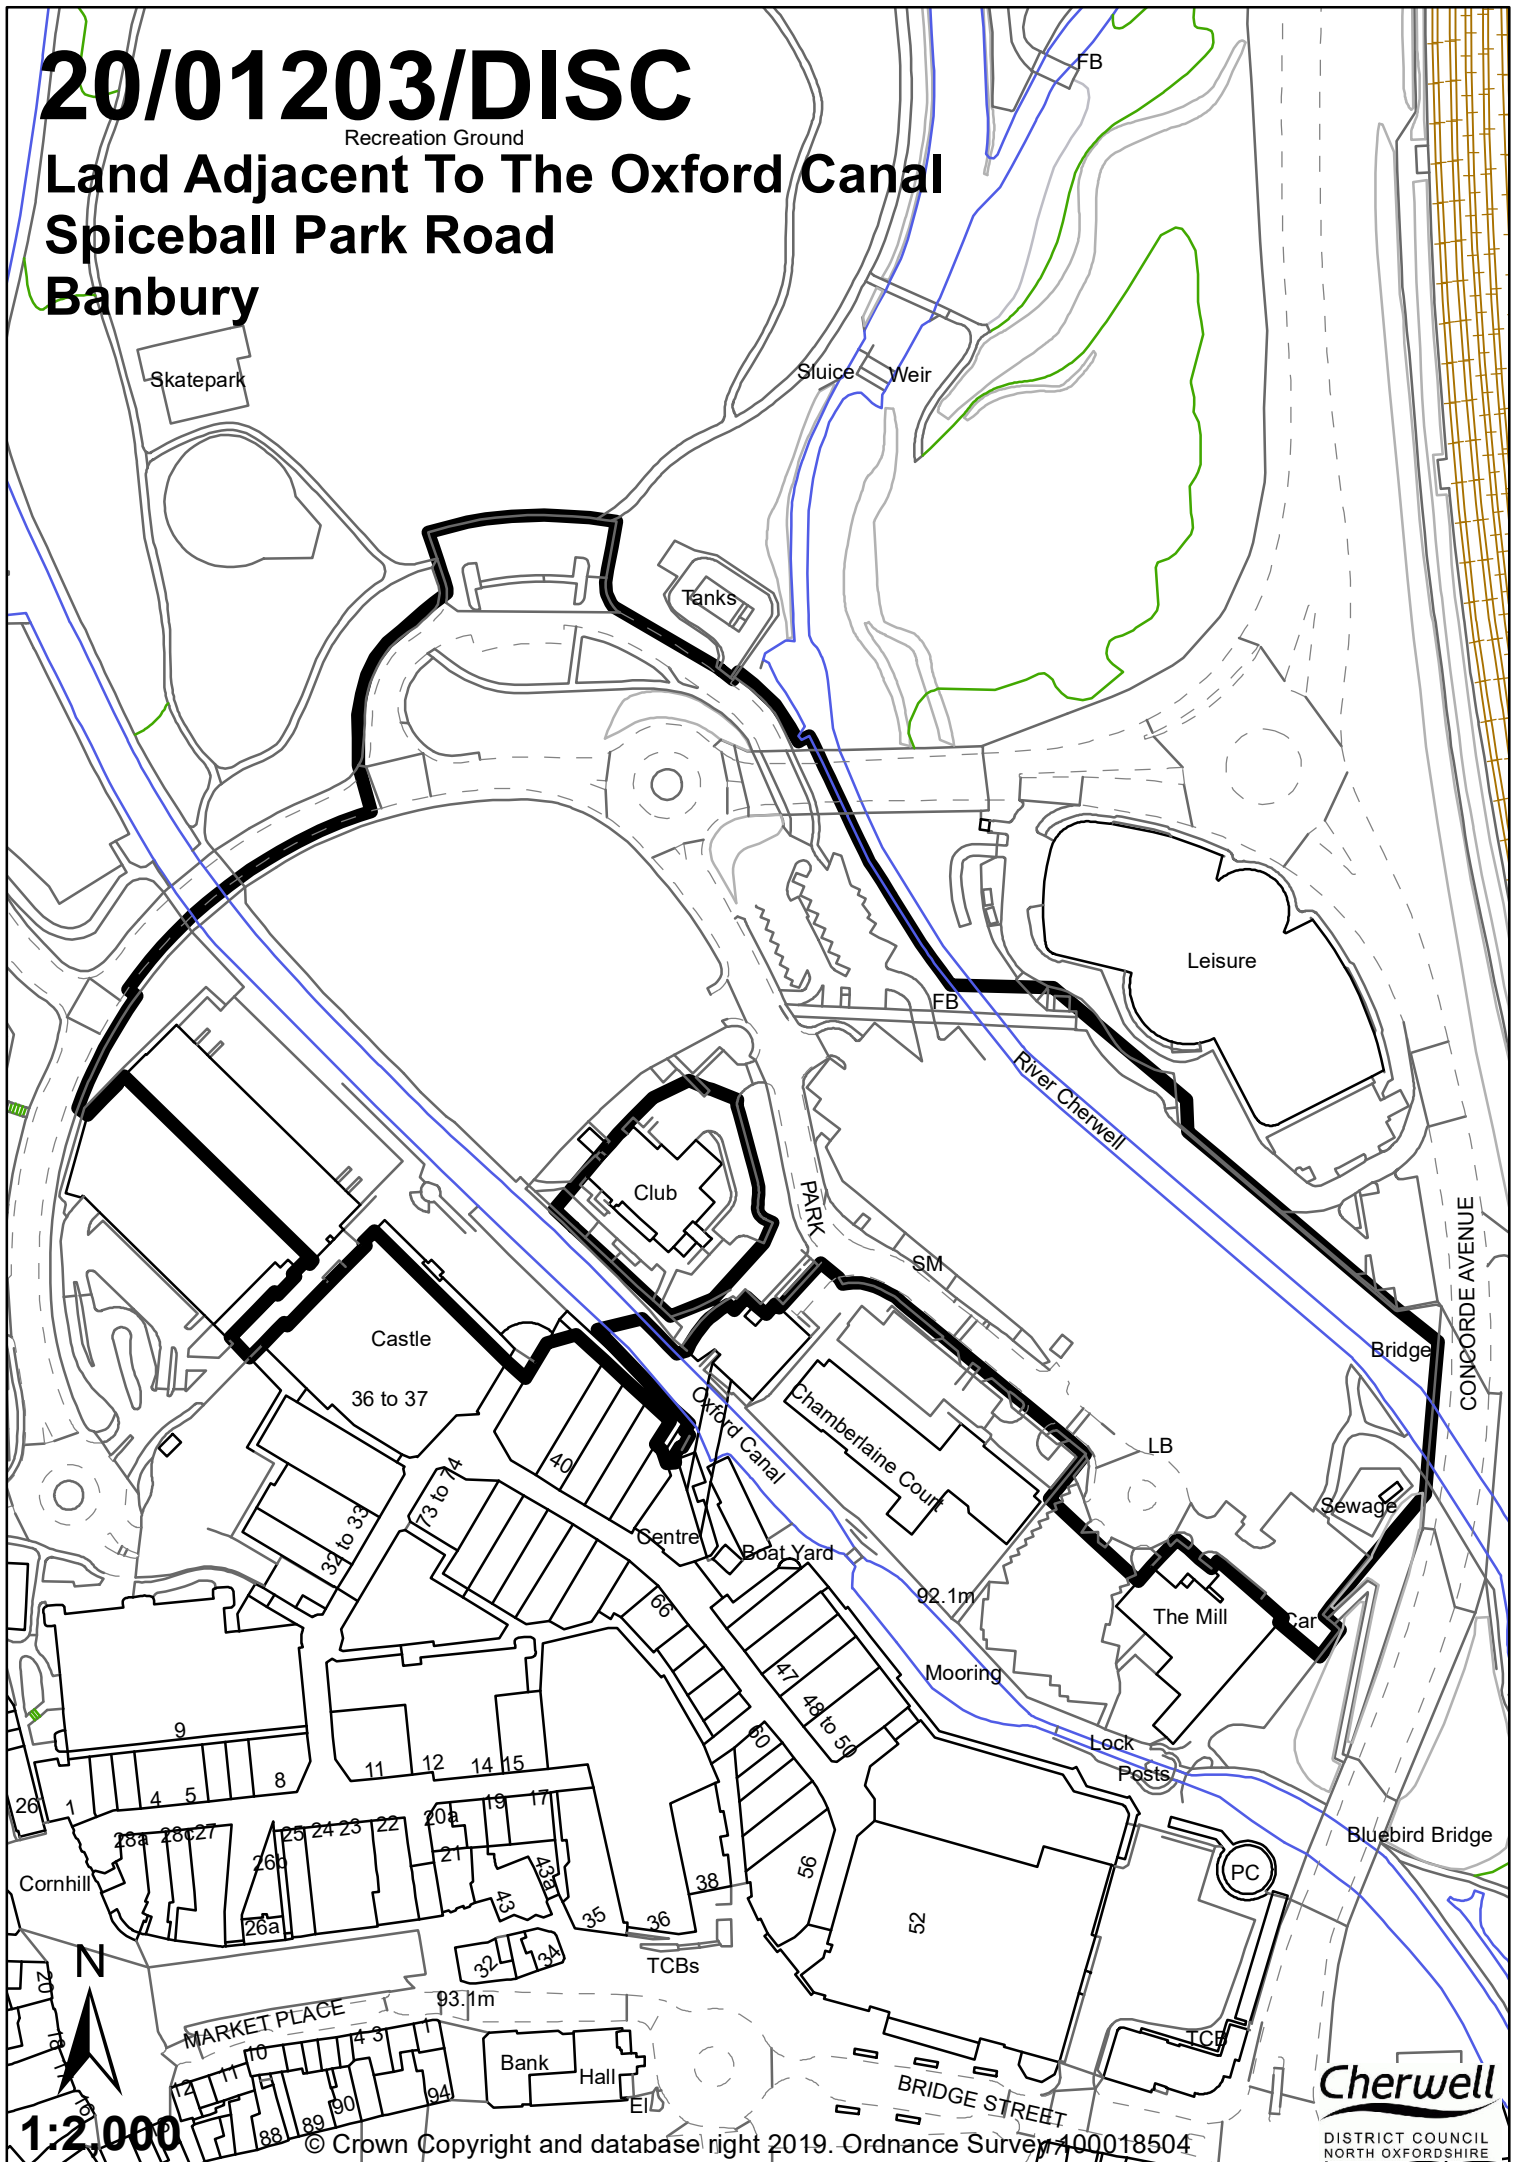 20/01203/DISC
FB
Recreation Ground
Land Adjacent To The Oxford Canal
Spiceball Park Road
Banbury
Skatepark
Sluice
Weir
Tanks
Leisure
FB
River Cherwell
Club
PARK
SM
CONCORDE AVENUE
Castle
36 to 37
Bridge
Oxford Canal
Chamberlaine Court
40
73 to 74
LB
32 to 33
Sewage
Centre
Boat Yard
92.1m
66
The Mill
Car
47
Mooring
48 to 50
60
9
11
12
14
15
Lock
Posts
26
1
4
5
8
28a
28c
27
25
24
23
22
20a
19
17
21
26b
43a
43
Bluebird Bridge
56
PC
Cornhill
38
26a
35
36
52
32
34
TCBs
N
20
93.1m
MARKET PLACE
18
10
4
3
1
TCB
12
11
Bank
Hall
16
90
94
El
BRIDGE STREET
88
89
1:2,000
© Crown Copyright and database right 2019. Ordnance Survey 100018504
Cherwell
DISTRICT COUNCIL
NORTH OXFORDSHIRE